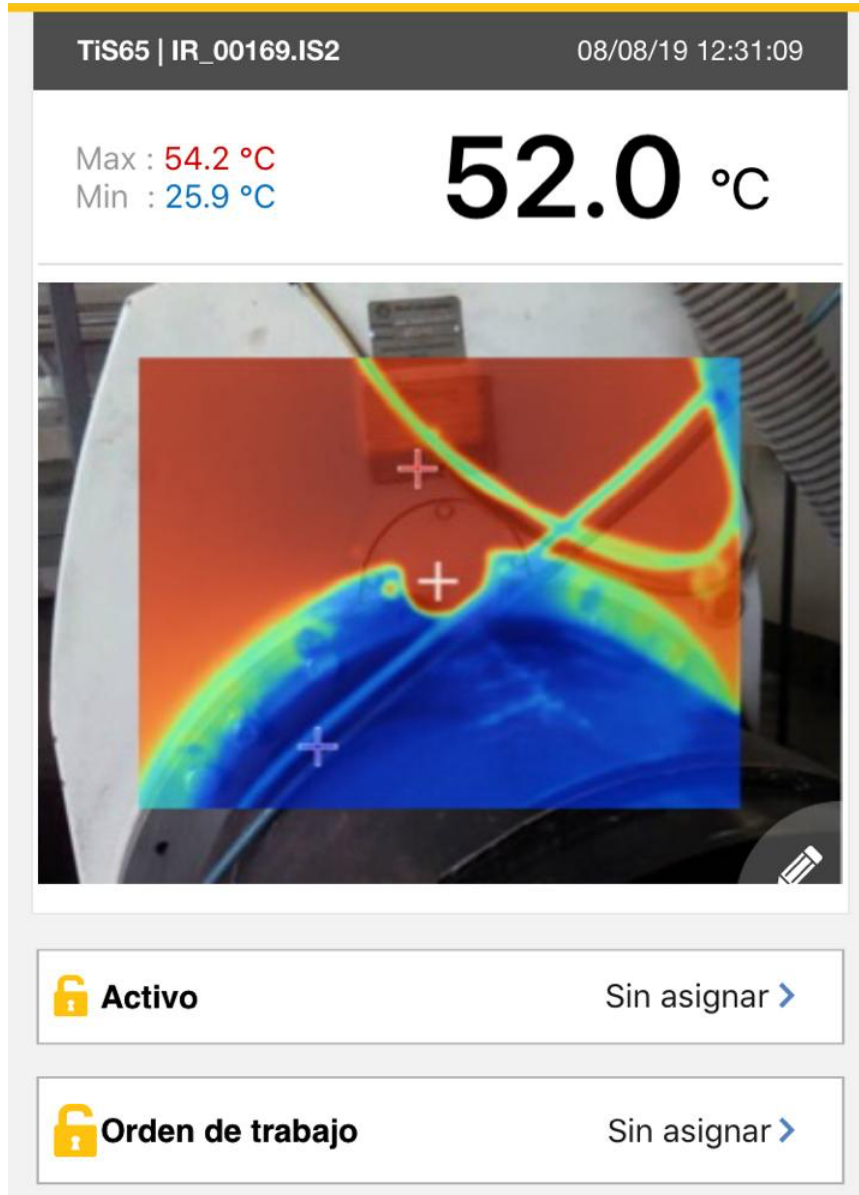 TiS65 | IR_00169.IS2 08/08/19 12:31:09
Max : 54.2 °C
Min : 25.9 °C
52.0 °C
Activo Sin asignar
Orden de trabajo Sin asignar